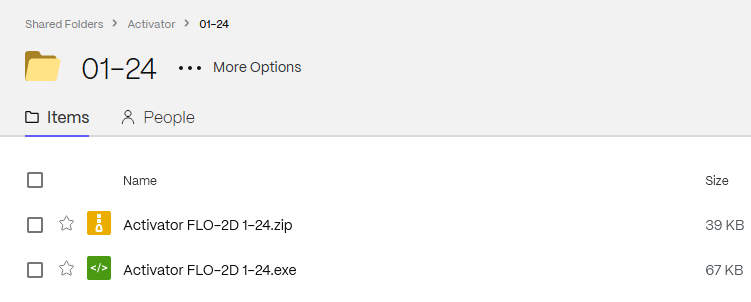 Shared Folders > Activator > 01-24
01-24 ••• More Options
Items People
Name Size
Activator FLO-2D 1-24.zip 39 KB
</> Activator FLO-2D 1-24.exe 67 KB